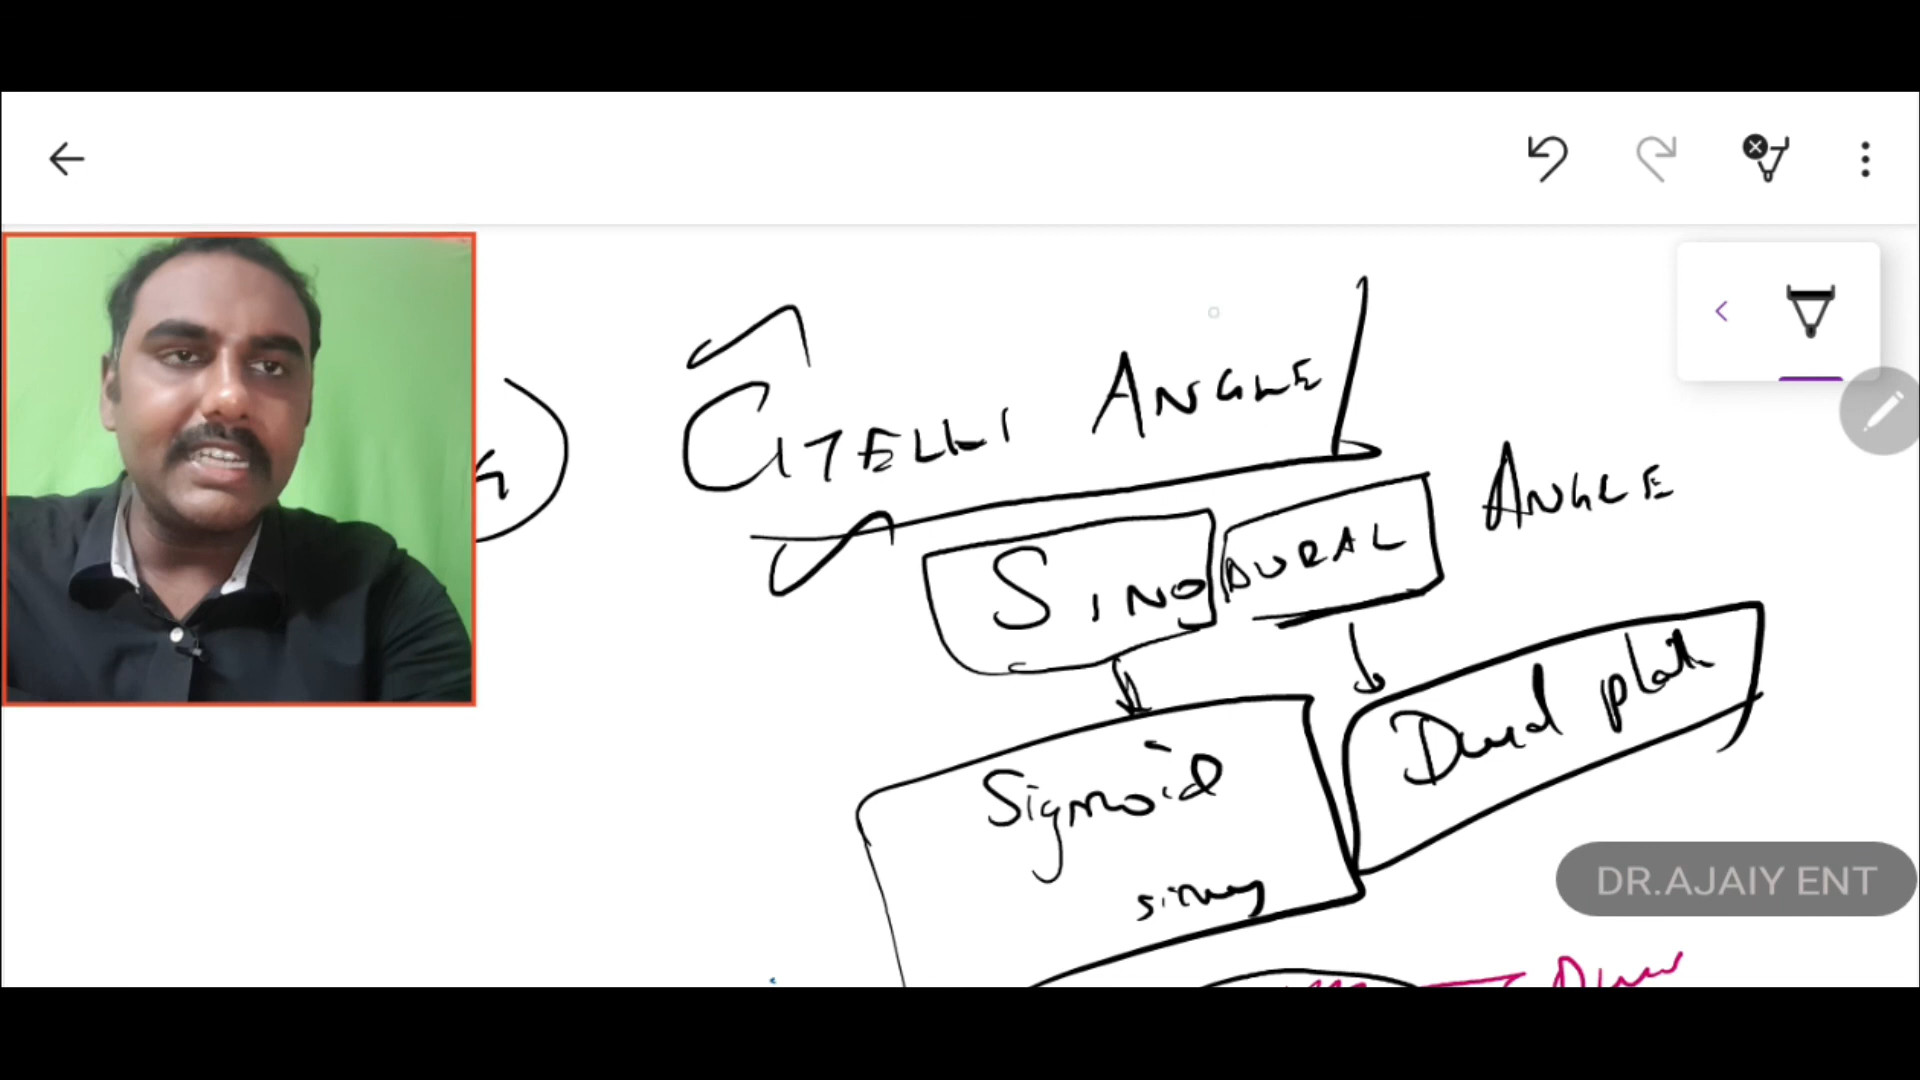 CITELLI ANGLE
SINODURAL ANGLE
Dural plate
Sigmoid
sinus
DR.AJAIY ENT